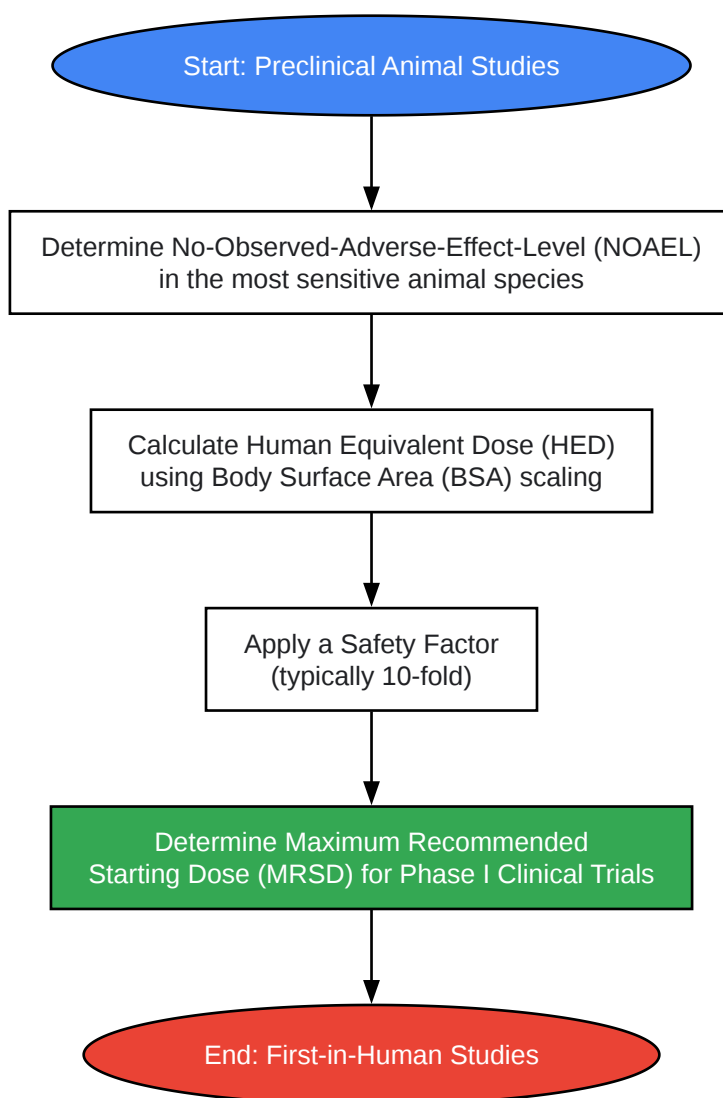 Start: Preclinical Animal Studies
Determine No-Observed-Adverse-Effect-Level (NOAEL)
in the most sensitive animal species
Calculate Human Equivalent Dose (HED)
using Body Surface Area (BSA) scaling
Apply a Safety Factor
(typically 10-fold)
Determine Maximum Recommended
Starting Dose (MRSD) for Phase I Clinical Trials
End: First-in-Human Studies